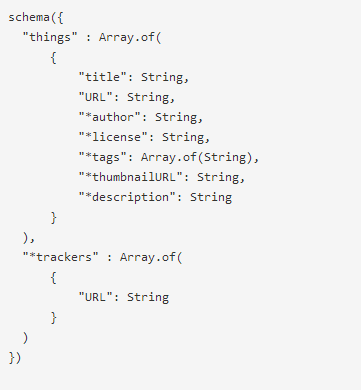 schema({
  "things" : Array.of(
      {
          "title": String,
          "URL": String,
          "*author": String,
          "*license": String,
          "*tags": Array.of(String),
          "*thumbnailURL": String,
          "*description": String
      }
  ),
  "*trackers" : Array.of(
      {
          "URL": String
      }
  )
})